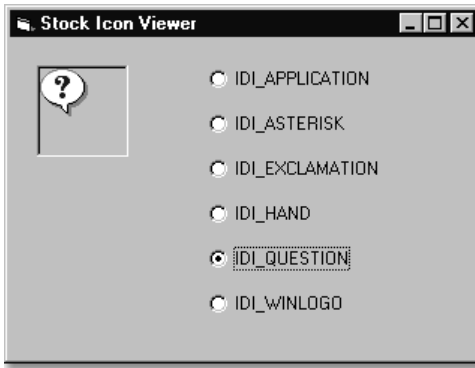 Stock Icon Viewer
?
IDI_APPLICATION
IDI_ASTERISK
IDI_EXCLAMATION
IDI_HAND
IDI_QUESTION
IDI_WINLOGO